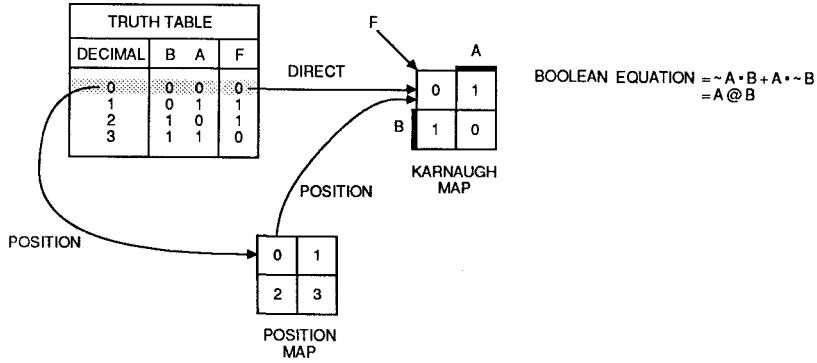 TRUTH TABLE
DECIMAL B A F
0 0 0 0
1 0 1 1
2 1 0 1
3 1 1 0
DIRECT
F
A
0 1
B
1 0
KARNAUGH
MAP
BOOLEAN EQUATION = ~A•B + A•~B
= A @ B
POSITION
POSITION
0 1
2 3
POSITION
MAP